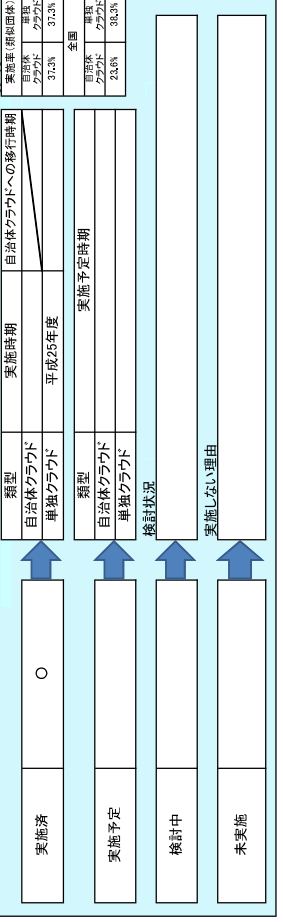 実施済
○
類型
実施時期
自治体クラウドへの移行時期
自治体クラウド
単独クラウド
平成25年度
実施率(類似団体)
自治体
クラウド
単独
クラウド
37.3%
37.3%
全国
自治体
クラウド
単独
クラウド
23.6%
38.3%
実施予定
類型
実施予定時期
自治体クラウド
単独クラウド
検討中
検討状況
未実施
実施しない理由